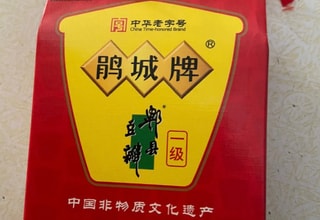 中华老字号
China Time-honored Brand
鹃城牌®
郫县
豆瓣
一级
中国非物质文化遗产